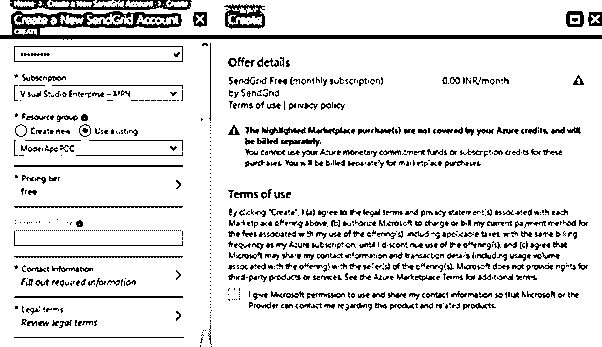 Home > Create a New SendGrid Account > Create
Create a New SendGrid Account
CREATE
* Subscription
Visual Studio Enterprise – MPN
* Resource group
Create new
Use existing
ModelAppPOC
* Pricing tier
free
* Contact Information
Fill out required information
* Legal terms
Review legal terms
Create
Offer details
SendGrid Free (monthly subscription)
0.00 INR/month
by SendGrid
Terms of use | privacy policy
The highlighted Marketplace purchase(s) are not covered by your Azure credits, and will
be billed separately.
You cannot use your Azure monetary commitment funds or subscription credits for these
purchases. You will be billed separately for marketplace purchases.
Terms of use
By clicking "Create", I (a) agree to the legal terms and privacy statement(s) associated with each
Marketplace offering above, (b) authorize Microsoft to charge or bill my current payment method for
the fees associated with my use of the offering(s), including applicable taxes, with the same billing
frequency as my Azure subscription, until I discontinue use of the offering(s), and (c) agree that
Microsoft may share my contact information and transaction details (including usage volume
associated with the offering) with the seller(s) of the offering(s). Microsoft does not provide rights for
third-party products or services. See the Azure Marketplace Terms for additional terms.
I give Microsoft permission to use and share my contact information so that Microsoft or the
Provider can contact me regarding this product and related products.